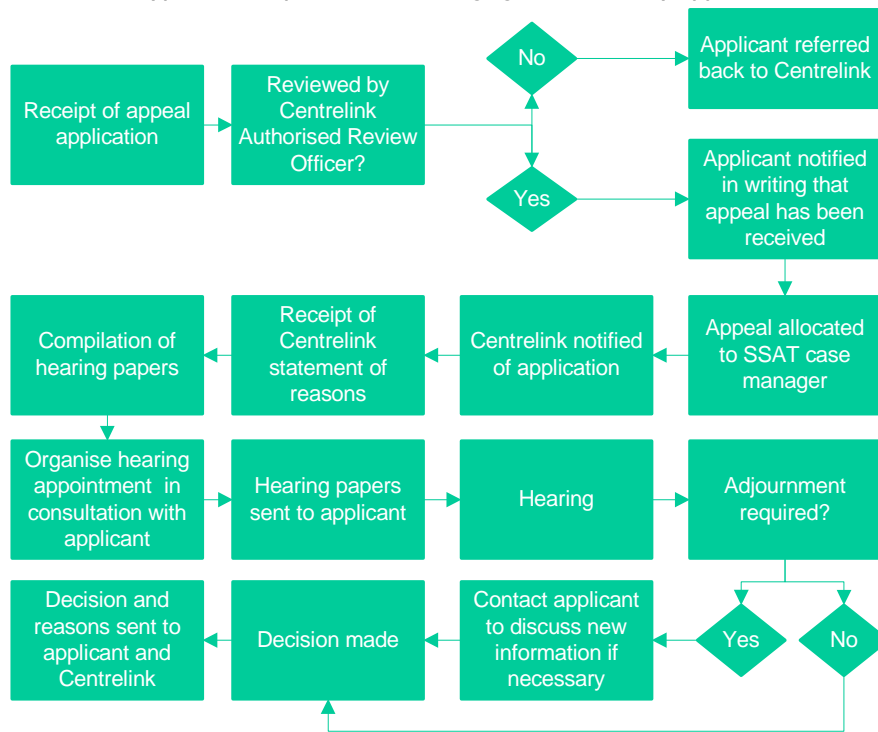 Receipt of appeal
application
Reviewed by
Centrelink
Authorised Review
Officer?
No
Applicant referred
back to Centrelink
Yes
Applicant notified
in writing that
appeal has been
received
Compilation of
hearing papers
Receipt of
Centrelink
statement of
reasons
Centrelink notified
of application
Appeal allocated
to SSAT case
manager
Organise hearing
appointment in
consultation with
applicant
Hearing papers
sent to applicant
Hearing
Adjournment
required?
Decision and
reasons sent to
applicant and
Centrelink
Decision made
Contact applicant
to discuss new
information if
necessary
Yes
No